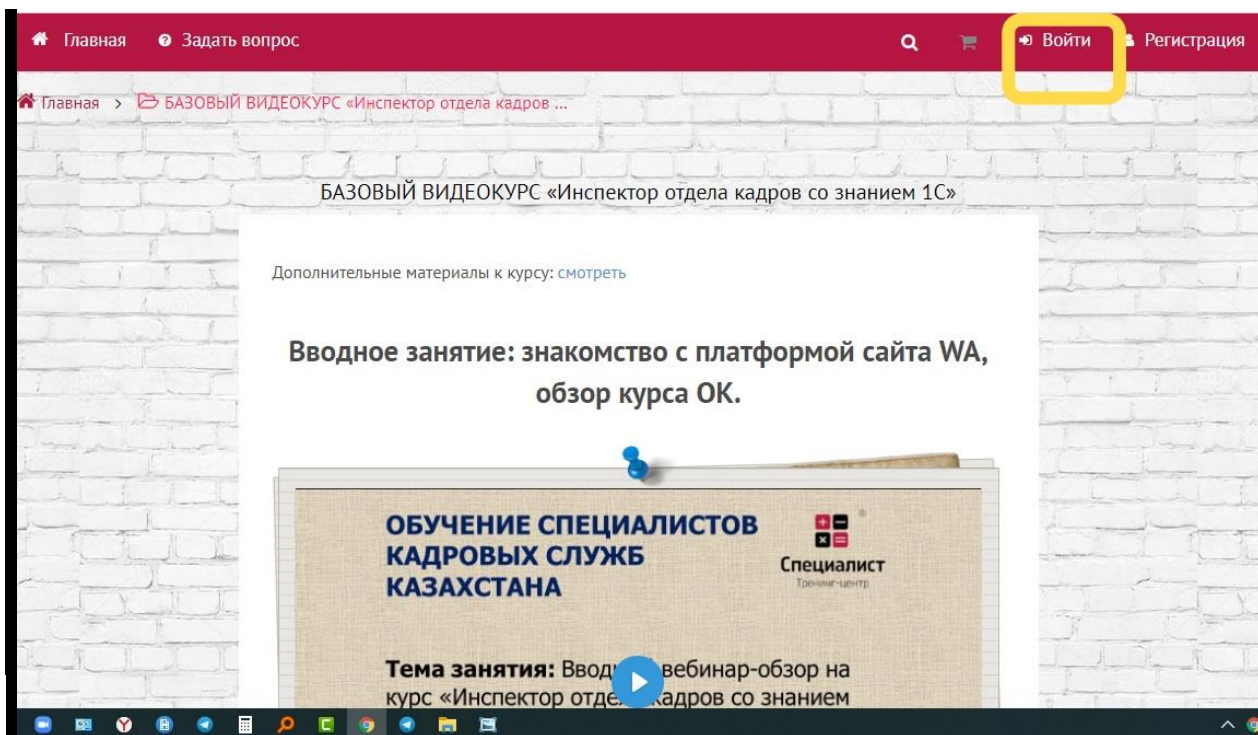 Главная Задать вопрос Войти Регистрация
Главная > БАЗОВЫЙ ВИДЕОКУРС «Инспектор отдела кадров ...
БАЗОВЫЙ ВИДЕОКУРС «Инспектор отдела кадров со знанием 1С»
Дополнительные материалы к курсу: смотреть
Вводное занятие: знакомство с платформой сайта WA,
обзор курса ОК.
ОБУЧЕНИЕ СПЕЦИАЛИСТОВ
КАДРОВЫХ СЛУЖБ
КАЗАХСТАНА
Специалист
Тренинг-центр
Тема занятия: вебинар-обзор на
курс «Инспектор кадров со знанием